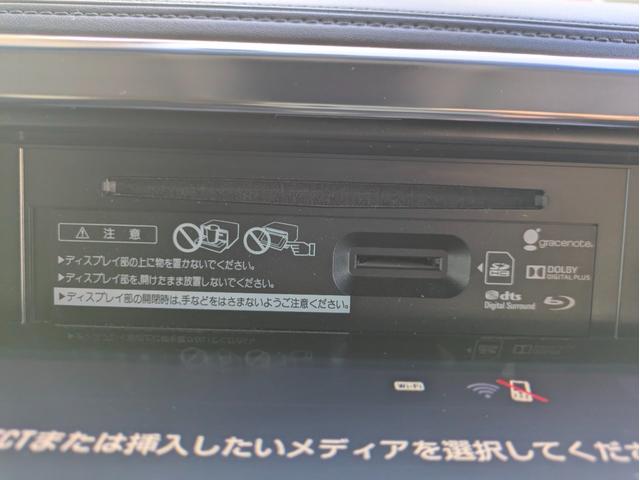 ⚠ 注意
▶ディスプレイ部の上に物を置かないでください。
▶ディスプレイ部を、開けたまま放置しないでください。
▶ディスプレイ部の開閉時は、手などをはさまないようご注意ください。
gracenote.
SD HC
DOLBY
DIGITAL PLUS
dts
Digital Surround
Wi-Fi
ECTまたは挿入したいメディアを選択してくださ